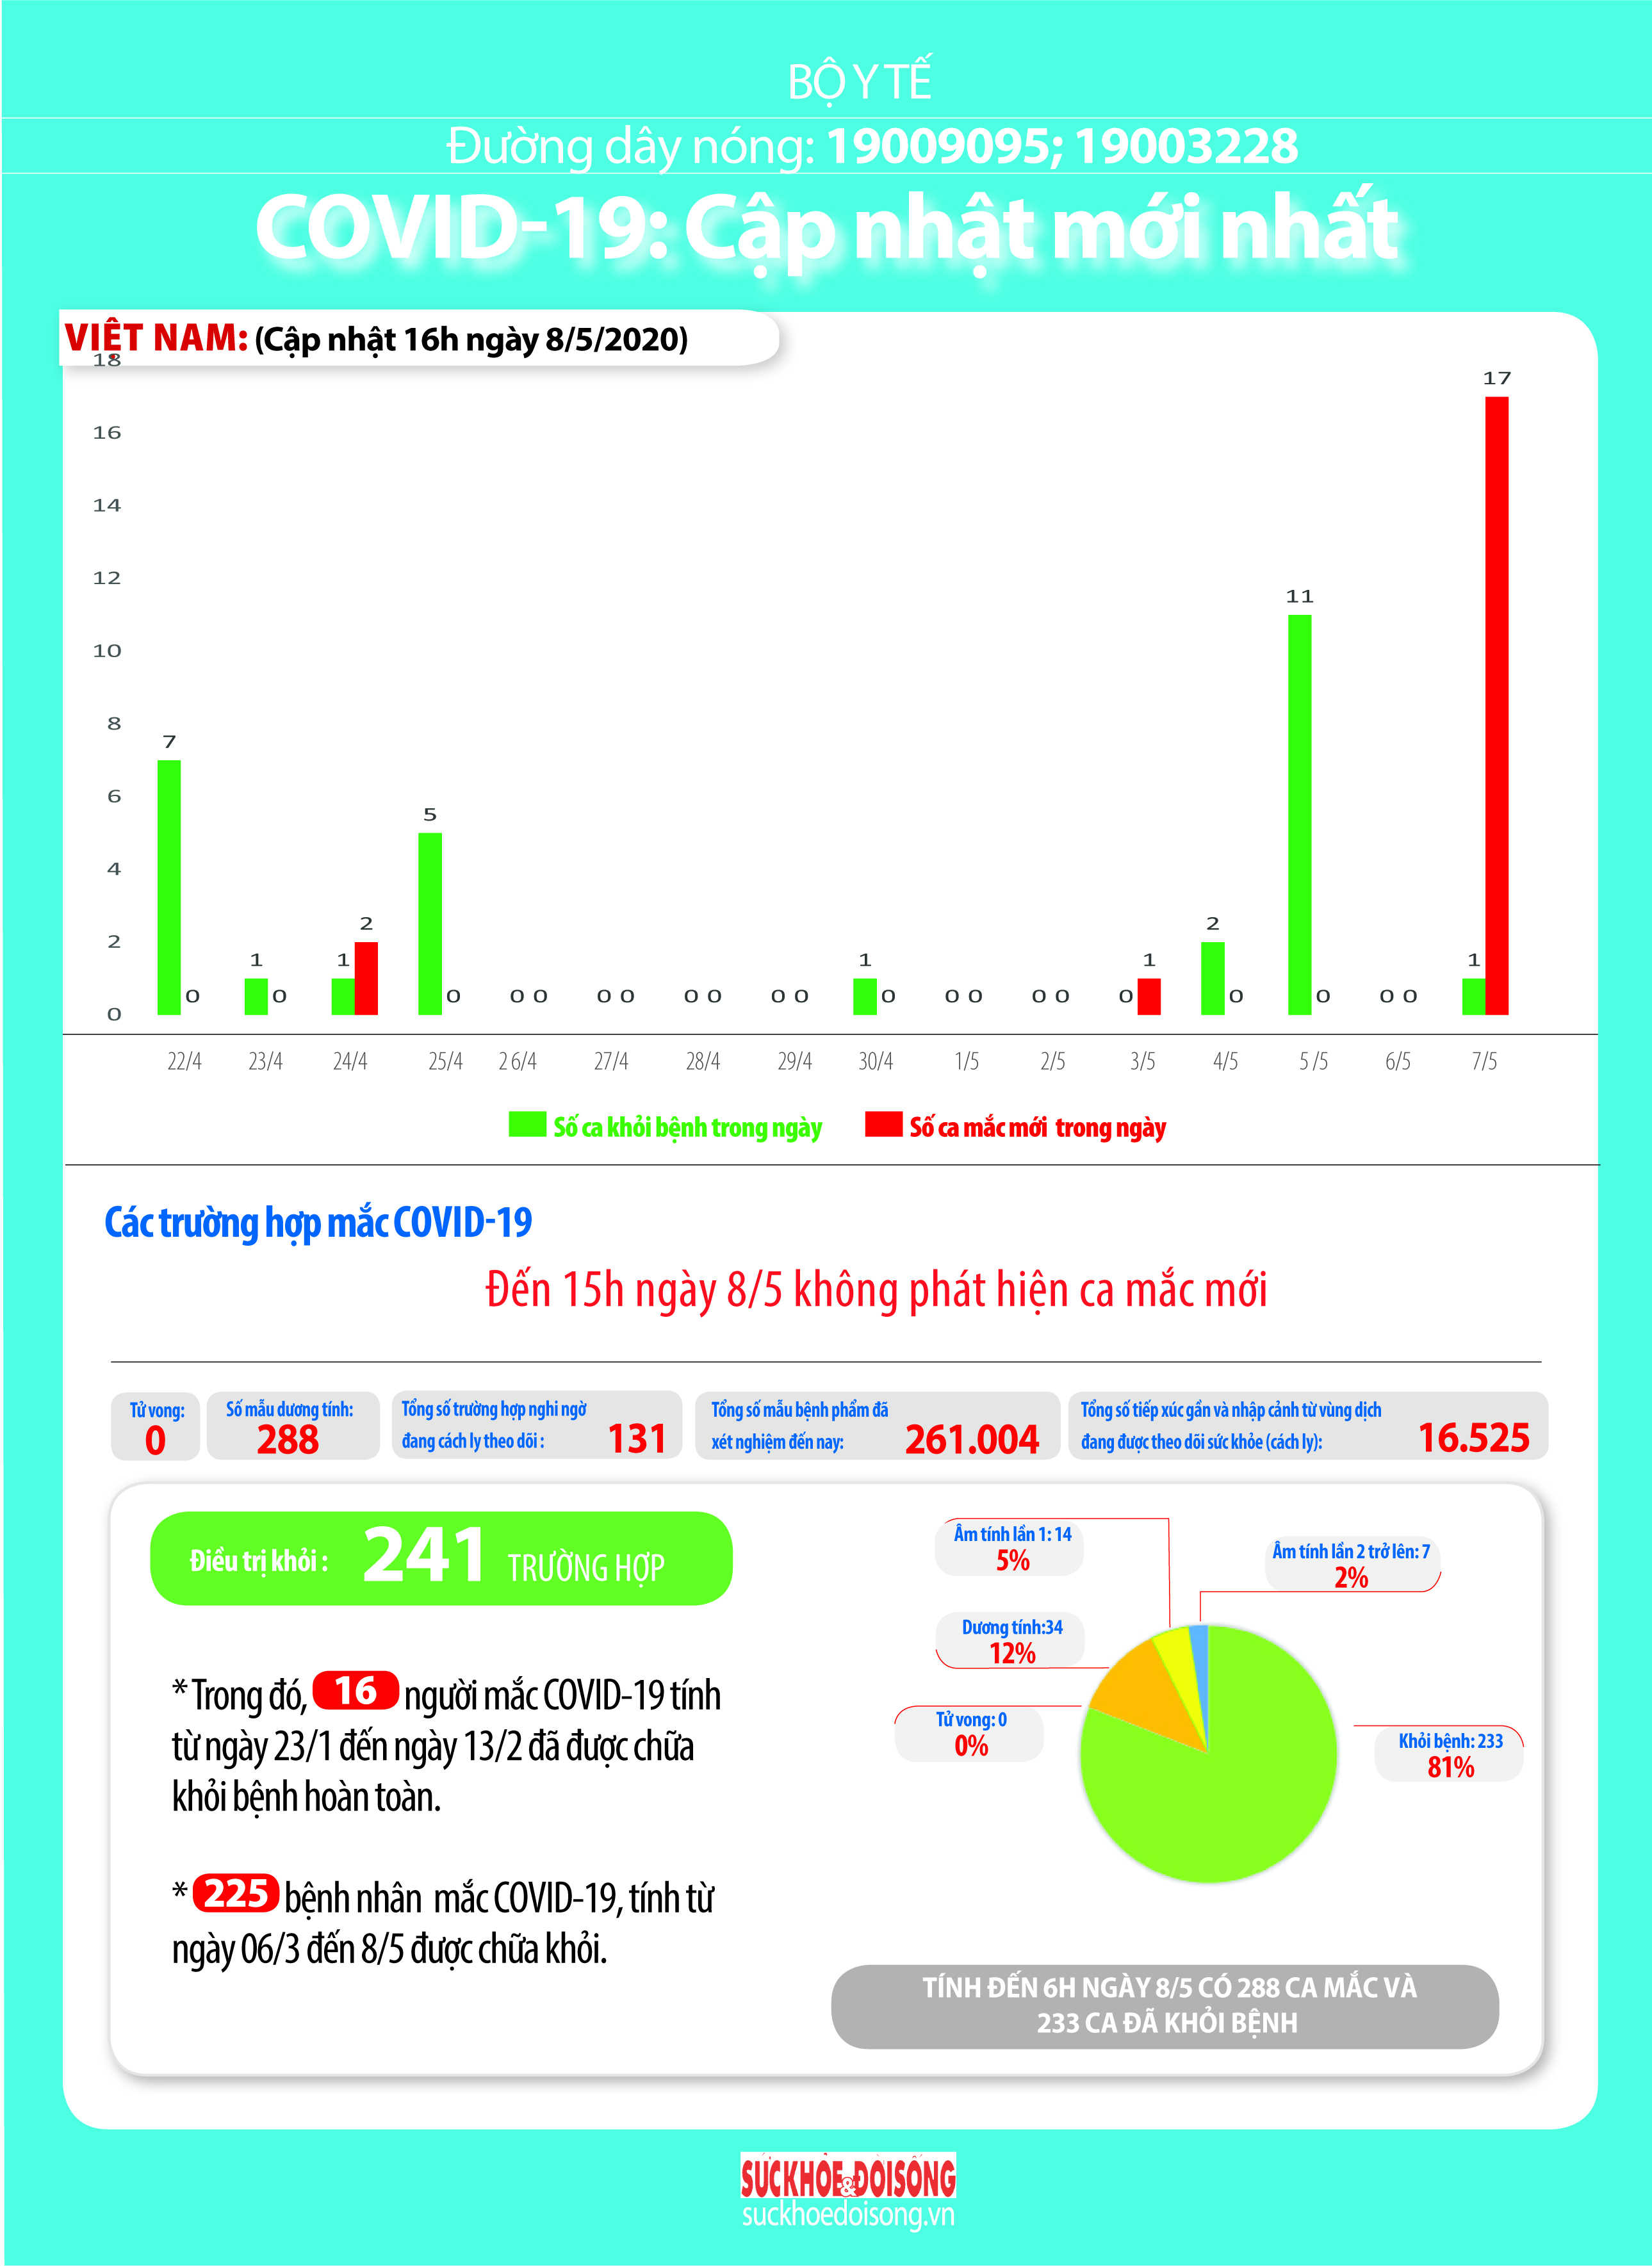 BỘ Y TẾ
Đường dây nóng: 19009095; 19003228
COVID-19: Cập nhật mới nhất
VIỆT NAM: (Cập nhật 16h ngày 8/5/2020)
18
16
14
12
10
8
6
4
2
0
7 0
1 0
1 2
5 0
0 0
0 0
0 0
0 0
1 0
0 0
0 0
0 1
2 0
11 0
0 0
1 17
22/4 23/4 24/4 25/4 2 6/4 27/4 28/4 29/4 30/4 1/5 2/5 3/5 4/5 5 /5 6/5 7/5
Số ca khỏi bệnh trong ngày Số ca mắc mới trong ngày
Các trường hợp mắc COVID-19
Đến 15h ngày 8/5 không phát hiện ca mắc mới
Tử vong:
0
Số mẫu dương tính:
288
Tổng số trường hợp nghi ngờ
đang cách ly theo dõi : 131
Tổng số mẫu bệnh phẩm đã
xét nghiệm đến nay: 261.004
Tổng số tiếp xúc gần và nhập cảnh từ vùng dịch
đang được theo dõi sức khỏe (cách ly): 16.525
Điều trị khỏi : 241 TRƯỜNG HỢP
* Trong đó, 16 người mắc COVID-19 tính
từ ngày 23/1 đến ngày 13/2 đã được chữa
khỏi bệnh hoàn toàn.
* 225 bệnh nhân mắc COVID-19, tính từ
ngày 06/3 đến 8/5 được chữa khỏi.
Âm tính lần 1: 14
5%
Âm tính lần 2 trở lên: 7
2%
Dương tính:34
12%
Tử vong: 0
0%
Khỏi bệnh: 233
81%
TÍNH ĐẾN 6H NGÀY 8/5 CÓ 288 CA MẮC VÀ
233 CA ĐÃ KHỎI BỆNH
SỨCKHỎE&ĐỜISỐNG
suckhoedoisong.vn